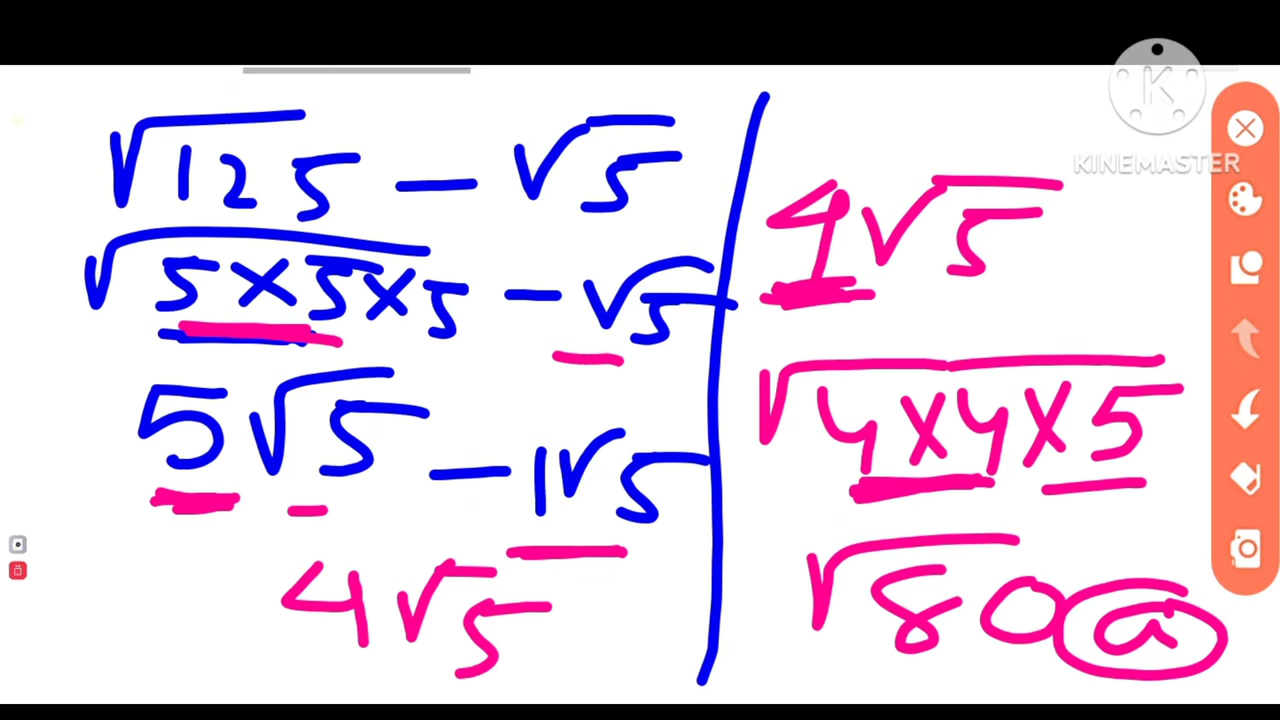 √125 - √5
√5×5×5 - √5
5√5 - 1√5
4√5
4√5
√4×4×5
√80 a
KINEMASTER